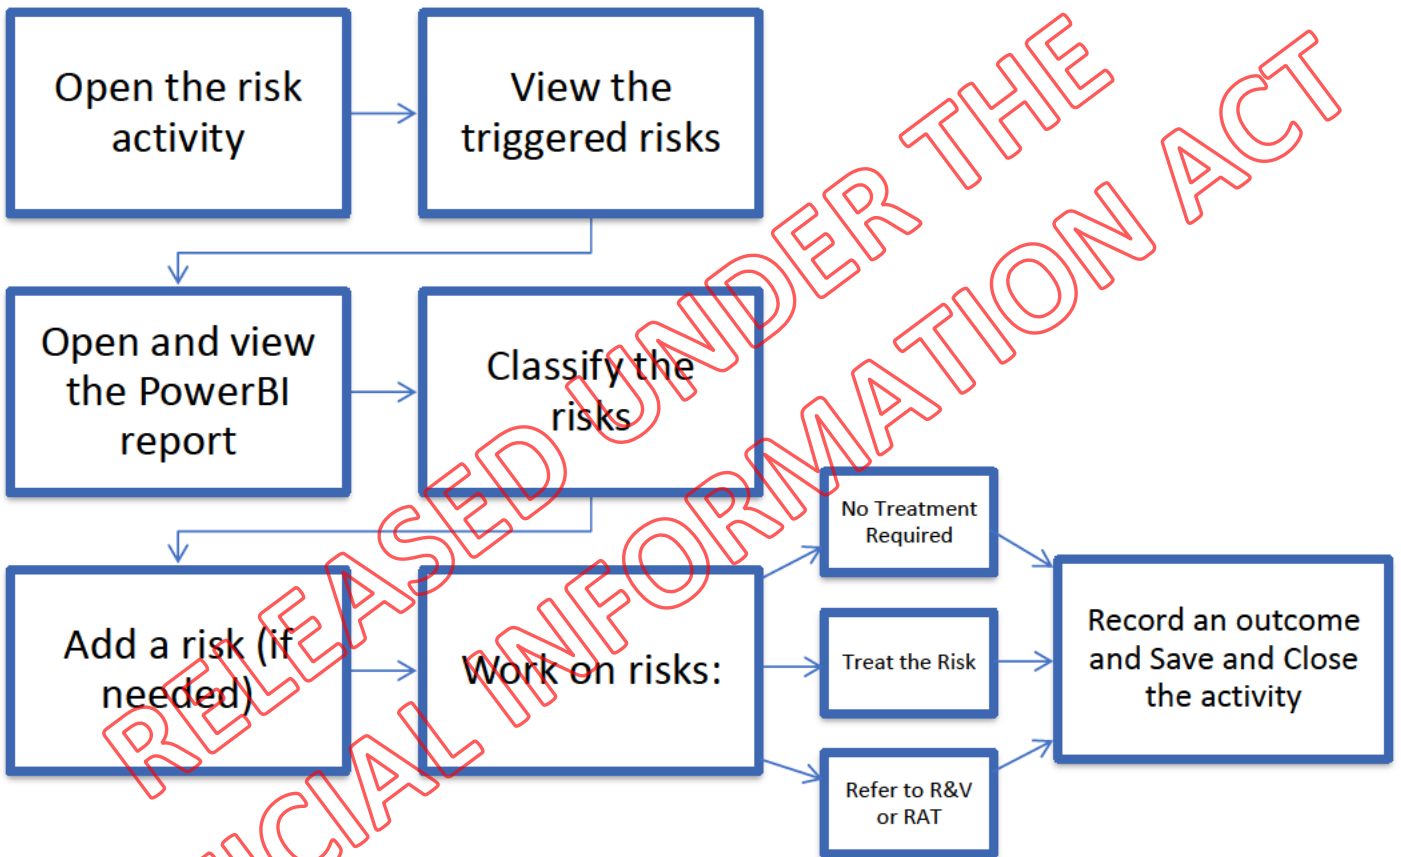 Open the risk
activity
View the
triggered risks
Open and view
the PowerBI
report
Classify the
risks
Add a risk (if
needed)
Work on risks:
No Treatment
Required
Treat the Risk
Refer to R&V
or RAT
Record an outcome
and Save and Close
the activity
RELEASED UNDER THE
ICIAL INFORMATION ACT